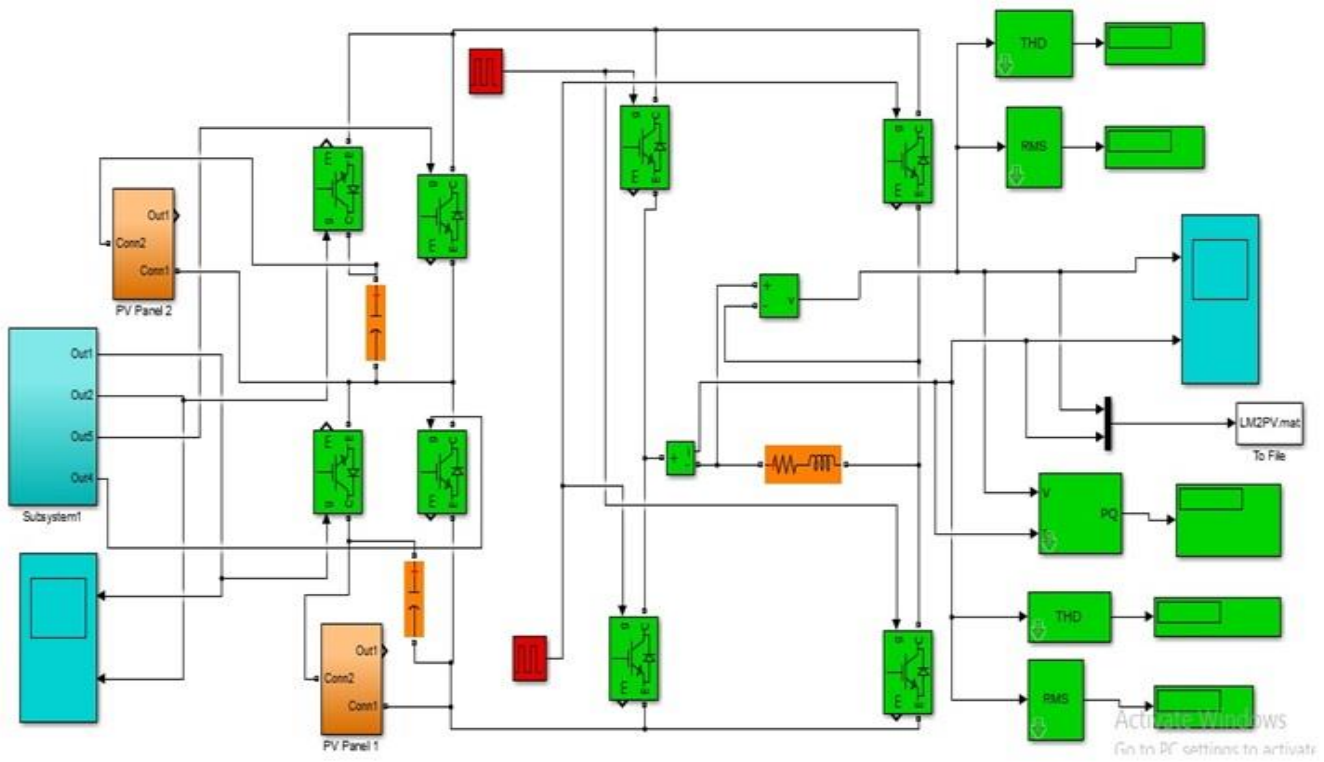 THD
RMS
Out1
Conn2
Conn1
PV Panel 2
Out1
Out2
Out5
Out4
Subsystem1
g
C
E
m
g
C
E
m
g
C
E
m
g
C
E
m
+
-
v
+
-
i
LM2PV.mat
To File
V
PQ
I
g
C
E
m
g
C
E
m
g
C
E
m
g
C
E
m
Out1
Conn2
Conn1
PV Panel 1
THD
RMS
Activate Windows
Go to PC settings to activate